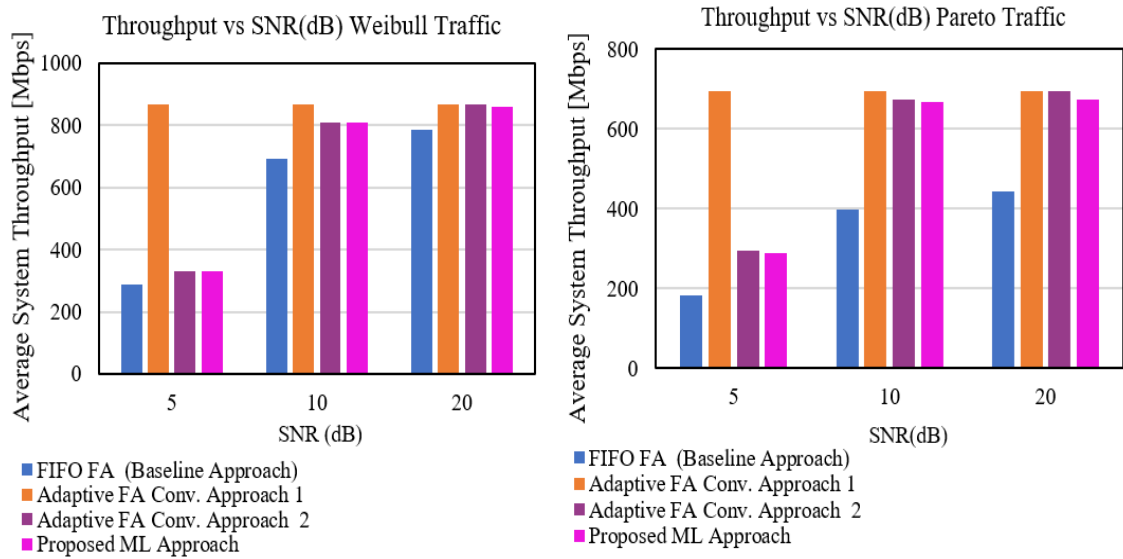 Throughput vs SNR(dB) Weibull Traffic
Average System Throughput [Mbps]
1000
800
600
400
200
0
5 10 20
SNR (dB)
FIFO FA (Baseline Approach)
Adaptive FA Conv. Approach 1
Adaptive FA Conv. Approach 2
Proposed ML Approach
Throughput vs SNR(dB) Pareto Traffic
Average System Throughput [Mbps]
800
600
400
200
0
5 10 20
SNR(dB)
FIFO FA (Baseline Approach)
Adaptive FA Conv. Approach 1
Adaptive FA Conv. Approach 2
Proposed ML Approach